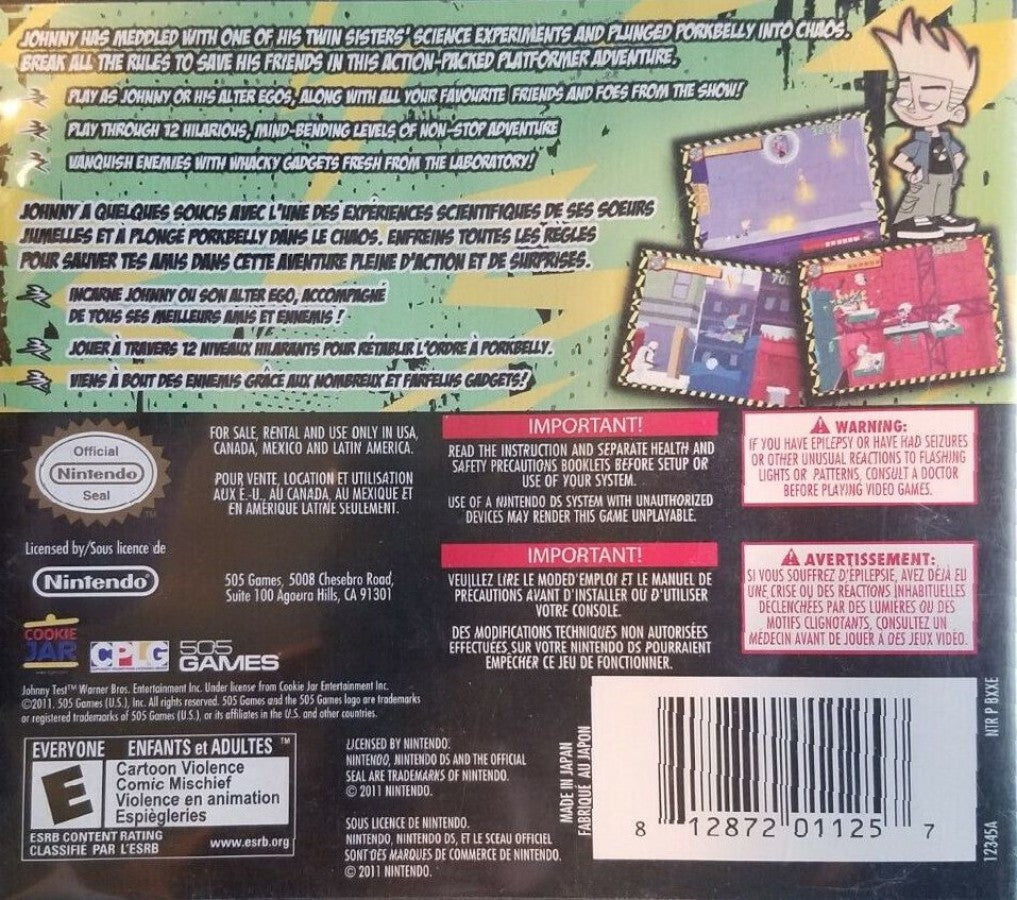 JOHNNY HAS MEDDLED WITH ONE OF HIS TWIN SISTERS' SCIENCE EXPERIMENTS AND PLUNGED PORKBELLY INTO CHAOS.
BREAK ALL THE RULES TO SAVE HIS FRIENDS IN THIS ACTION-PACKED PLATFORMER ADVENTURE.
PLAY AS JOHNNY OR HIS ALTER EGOS, ALONG WITH ALL YOUR FAVOURITE FRIENDS AND FOES FROM THE SHOW!
PLAY THROUGH 12 HILARIOUS, MIND-BENDING LEVELS OF NON-STOP ADVENTURE
VANQUISH ENEMIES WITH WHACKY GADGETS FRESH FROM THE LABORATORY!
JOHNNY A QUELQUES SOUCIS AVEC L'UNE DES EXPÉRIENCES SCIENTIFIQUES DE SES SOEURS
JUMELLES ET A PLONGÉ PORKBELLY DANS LE CHAOS. ENFREINS TOUTES LES RÈGLES
POUR SAUVER TES AMIS DANS CETTE AVENTURE PLEINE D'ACTION ET DE SURPRISES.
INCARNE JOHNNY OU SON ALTER EGO, ACCOMPAGNÉ
DE TOUS SES MEILLEURS AMIS ET ENNEMIS !
JOUER À TRAVERS 12 NIVEAUX HILARANTS POUR RÉTABLIR L'ORDRE À PORKBELLY.
VIENS À BOUT DES ENNEMIS GRÂCE AUX NOMBREUX ET FARFELUS GADGETS!
Official
Nintendo
Seal
FOR SALE, RENTAL AND USE ONLY IN USA,
CANADA, MEXICO AND LATIN AMERICA.
POUR VENTE, LOCATION ET UTILISATION
AUX E.-U., AU CANADA, AU MEXIQUE ET
EN AMÉRIQUE LATINE SEULEMENT.
IMPORTANT!
READ THE INSTRUCTION AND SEPARATE HEALTH AND
SAFETY PRECAUTIONS BOOKLETS BEFORE SETUP OR
USE OF YOUR SYSTEM.
USE OF A NINTENDO DS SYSTEM WITH UNAUTHORIZED
DEVICES MAY RENDER THIS GAME UNPLAYABLE.
WARNING:
IF YOU HAVE EPILEPSY OR HAVE HAD SEIZURES
OR OTHER UNUSUAL REACTIONS TO FLASHING
LIGHTS OR PATTERNS, CONSULT A DOCTOR
BEFORE PLAYING VIDEO GAMES.
Licensed by/Sous licence de
Nintendo
505 Games, 5008 Chesebro Road,
Suite 100 Agoura Hills, CA 91301
IMPORTANT!
VEUILLEZ LIRE LE MODED'EMPLOI ET LE MANUEL DE
PRÉCAUTIONS AVANT D'INSTALLER OU D'UTILISER
VOTRE CONSOLE.
DES MODIFICATIONS TECHNIQUES NON AUTORISÉES
EFFECTUÉES SUR VOTRE NINTENDO DS POURRAIENT
EMPÊCHER CE JEU DE FONCTIONNER.
AVERTISSEMENT:
SI VOUS SOUFFREZ D'ÉPILEPSIE, AVEZ DÉJÀ EU
UNE CRISE OU DES RÉACTIONS INHABITUELLES
DÉCLENCHÉES PAR DES LUMIÈRES OU DES
MOTIFS CLIGNOTANTS, CONSULTEZ UN
MÉDECIN AVANT DE JOUER À DES JEUX VIDÉO.
COOKIE
JAR
CPLG
505
GAMES
Johnny Test™ Warner Bros. Entertainment Inc. Under license from Cookie Jar Entertainment Inc.
©2011. 505 Games (U.S.), Inc. All rights reserved. 505 Games and the 505 Games logo are trademarks
or registered trademarks of 505 Games (U.S.), or its affiliates in the U.S. and other countries.
EVERYONE ENFANTS et ADULTES ™
E
Cartoon Violence
Comic Mischief
Violence en animation
Espiègleries
ESRB CONTENT RATING
CLASSIFIÉ PAR L'ESRB
www.esrb.org
LICENSED BY NINTENDO.
NINTENDO, NINTENDO DS AND THE OFFICIAL
SEAL ARE TRADEMARKS OF NINTENDO.
© 2011 NINTENDO.
SOUS LICENCE DE NINTENDO.
NINTENDO, NINTENDO DS, ET LE SCEAU OFFICIEL
SONT DES MARQUES DE COMMERCE DE NINTENDO.
© 2011 NINTENDO.
MADE IN JAPAN
FABRIQUÉ AU JAPON
8 12872 01125 7
NTR P BXXE
12345A